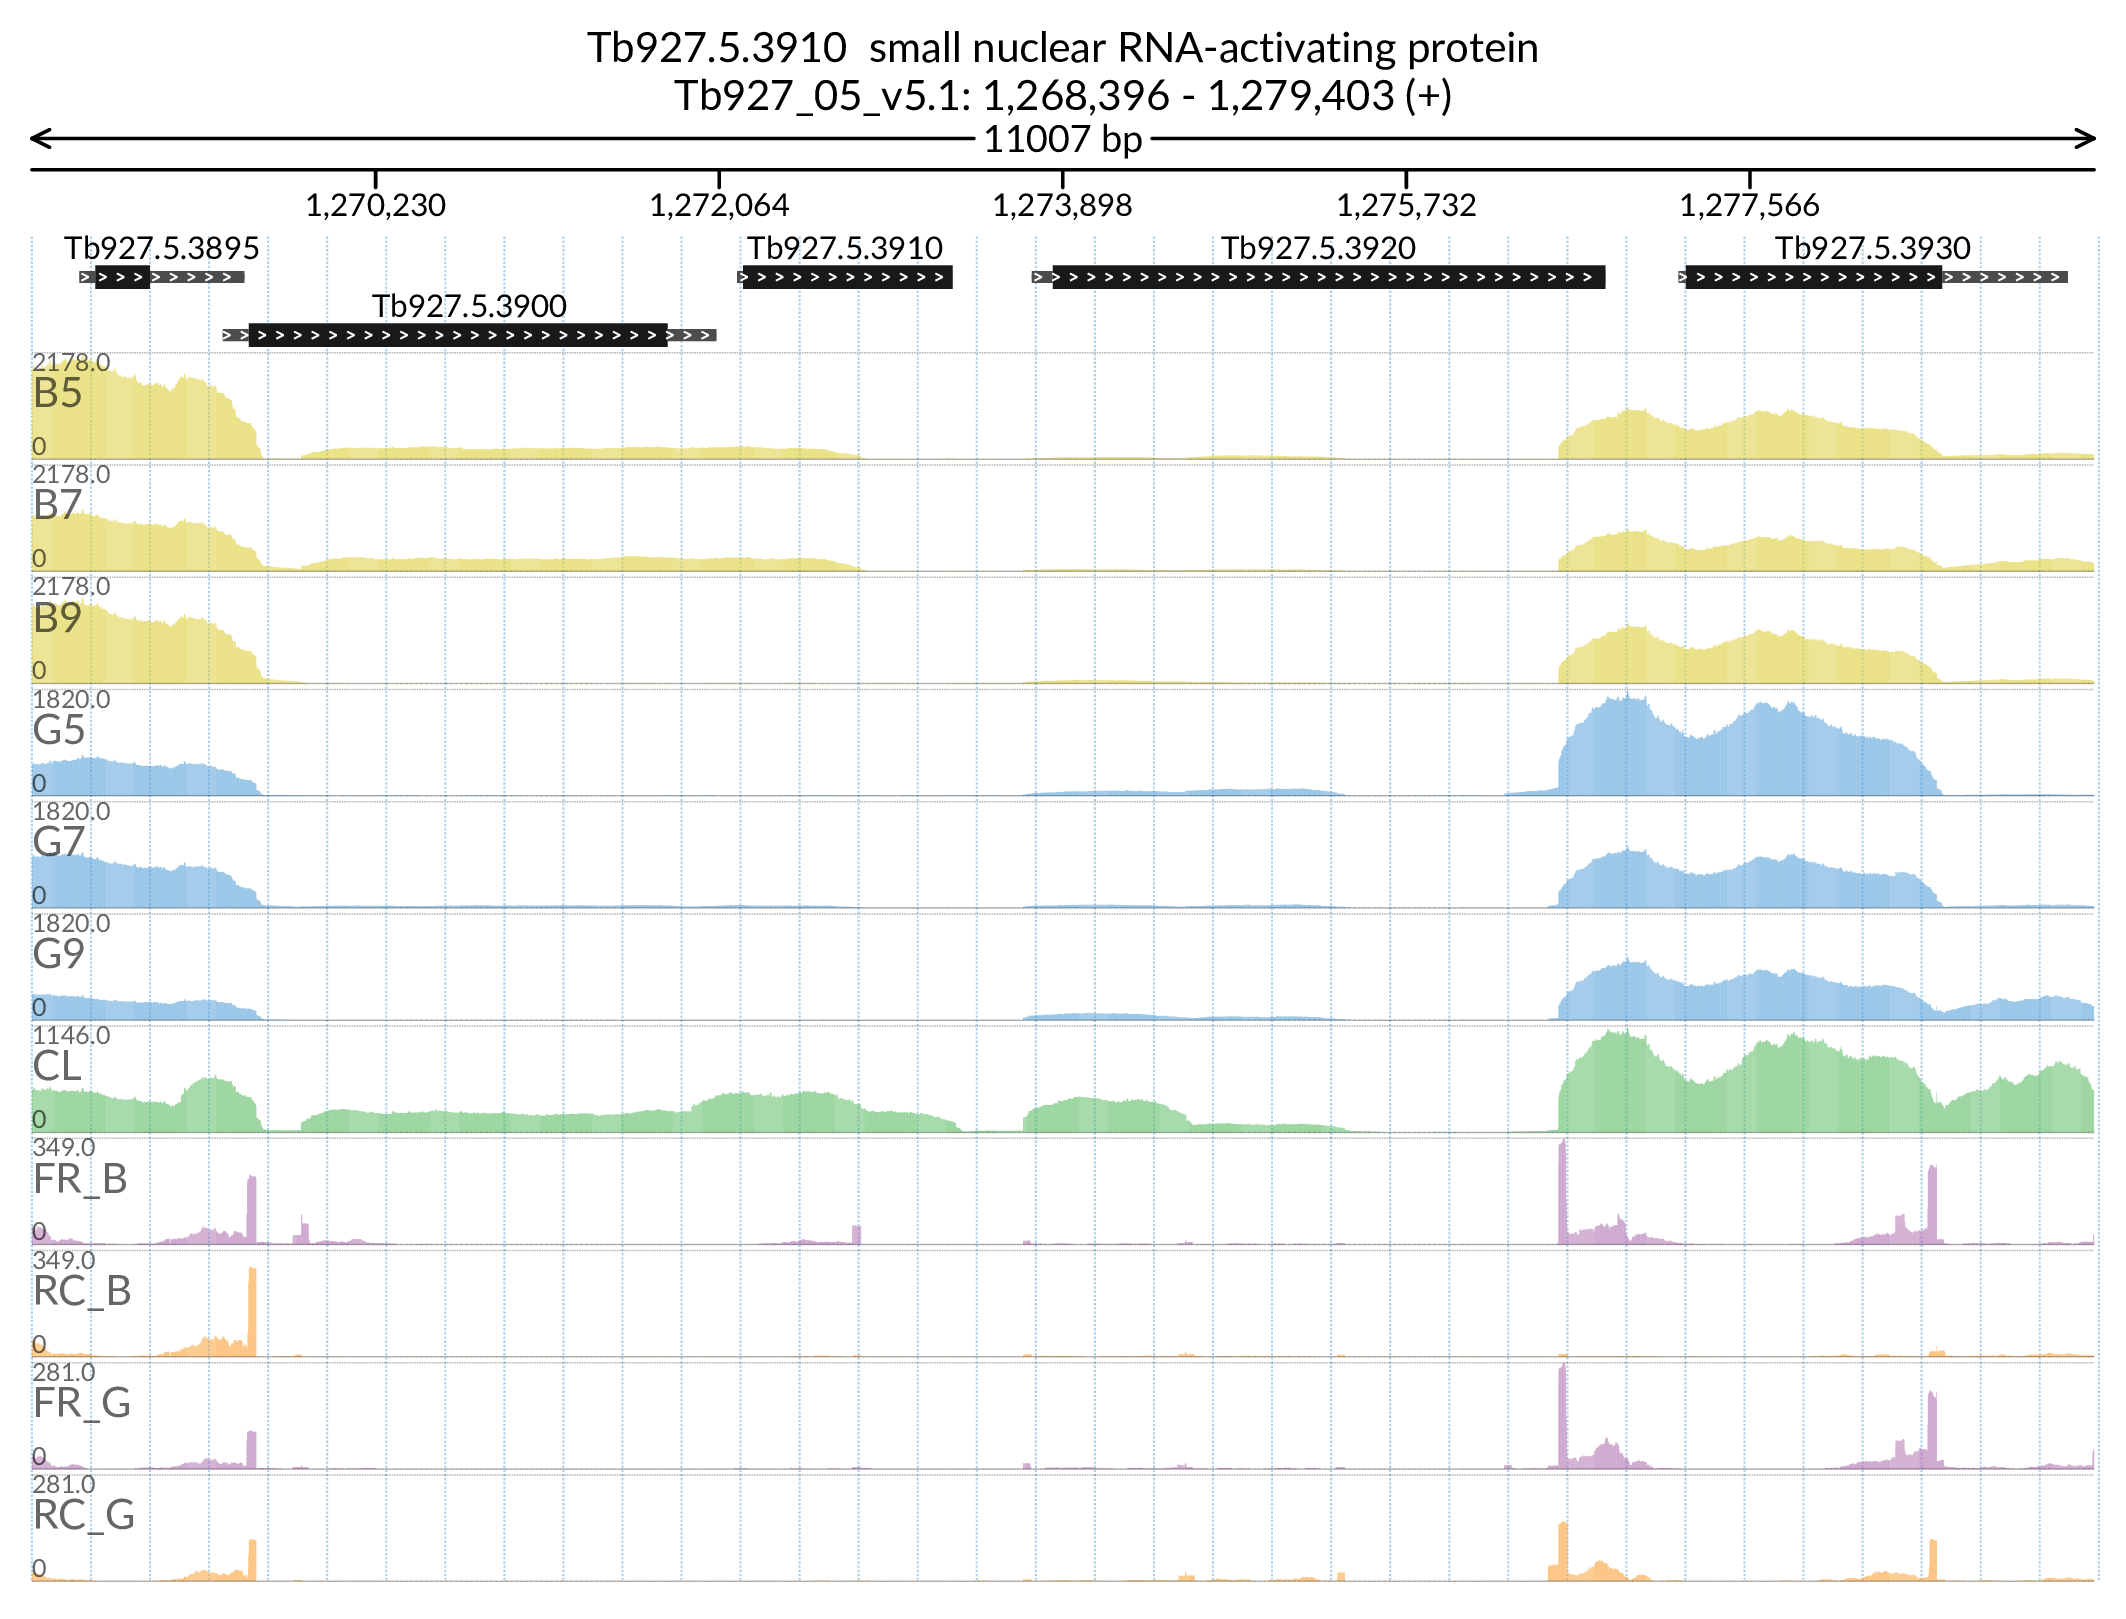 Tb927.5.3910  small nuclear RNA-activating protein
Tb927_05_v5.1: 1,268,396 - 1,279,403 (+)
11007 bp
1,270,230 1,272,064 1,273,898 1,275,732 1,277,566
Tb927.5.3895 Tb927.5.3910 Tb927.5.3920 Tb927.5.3930
Tb927.5.3900
2178.0
B5
0
2178.0
B7
0
2178.0
B9
0
1820.0
G5
0
1820.0
G7
0
1820.0
G9
0
1146.0
CL
0
349.0
FR_B
0
349.0
RC_B
0
281.0
FR_G
0
281.0
RC_G
0